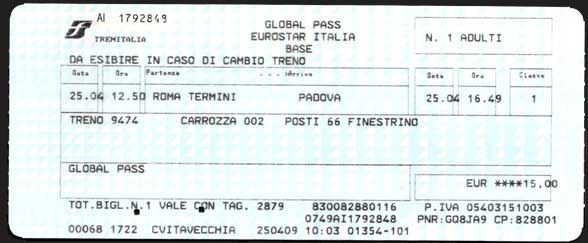 AI 1792848
TRENITALIA
GLOBAL PASS
EUROSTAR ITALIA
BASE
N. 1 ADULTI
DA ESIBIRE IN CASO DI CAMBIO TRENO
Data Ora Partenza Arrivo Data Ora Classe
25.04 12.50 ROMA TERMINI PADOVA 25.04 16.49 1
TRENO 9474 CARROZZA 002 POSTI 66 FINESTRINO
GLOBAL PASS
EUR ****15,00
TOT.BIGL.N.1 VALE CON TAG. 2879 830082880116 P.IVA 05403151003
0749AI1792848 PNR:GQ8JA9 CP:828801
00068 1722 CVITAVECCHIA 250409 10:03 01354-101